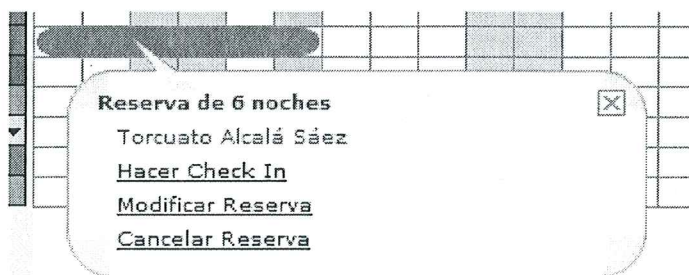 Reserva de 6 noches
Torcuato Alcalá Sáez
Hacer Check In
Modificar Reserva
Cancelar Reserva